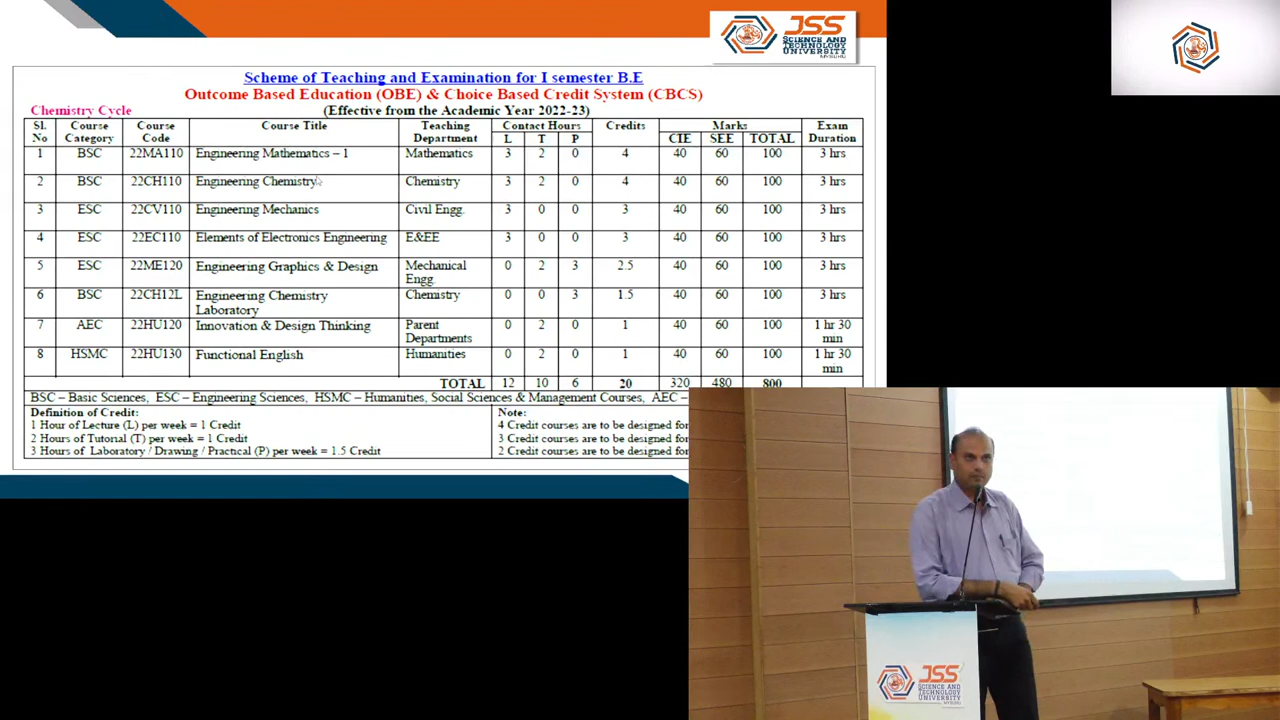 JSS
SCIENCE AND
TECHNOLOGY
UNIVERSITY
MYSURU
Scheme of Teaching and Examination for I semester B.E
Outcome Based Education (OBE) & Choice Based Credit System (CBCS)
Chemistry Cycle (Effective from the Academic Year 2022-23)
Sl. No Course Category Course Code Course Title Teaching Department Contact Hours Credits Marks Exam Duration
L T P CIE SEE TOTAL
1 BSC 22MA110 Engineering Mathematics – 1 Mathematics 3 2 0 4 40 60 100 3 hrs
2 BSC 22CH110 Engineering Chemistry Chemistry 3 2 0 4 40 60 100 3 hrs
3 ESC 22CV110 Engineering Mechanics Civil Engg. 3 0 0 3 40 60 100 3 hrs
4 ESC 22EC110 Elements of Electronics Engineering E&EE 3 0 0 3 40 60 100 3 hrs
5 ESC 22ME120 Engineering Graphics & Design Mechanical Engg. 0 2 3 2.5 40 60 100 3 hrs
6 BSC 22CH12L Engineering Chemistry Laboratory Chemistry 0 0 3 1.5 40 60 100 3 hrs
7 AEC 22HU120 Innovation & Design Thinking Parent Departments 0 2 0 1 40 60 100 1 hr 30 min
8 HSMC 22HU130 Functional English Humanities 0 2 0 1 40 60 100 1 hr 30 min
TOTAL 12 10 6 20 320 480 800
BSC – Basic Sciences, ESC – Engineering Sciences, HSMC – Humanities, Social Sciences & Management Courses, AEC –
Definition of Credit:
1 Hour of Lecture (L) per week = 1 Credit
2 Hours of Tutorial (T) per week = 1 Credit
3 Hours of Laboratory / Drawing / Practical (P) per week = 1.5 Credit
Note:
4 Credit courses are to be designed for
3 Credit courses are to be designed for
2 Credit courses are to be designed for
JSS
SCIENCE AND
TECHNOLOGY
UNIVERSITY
MYSURU